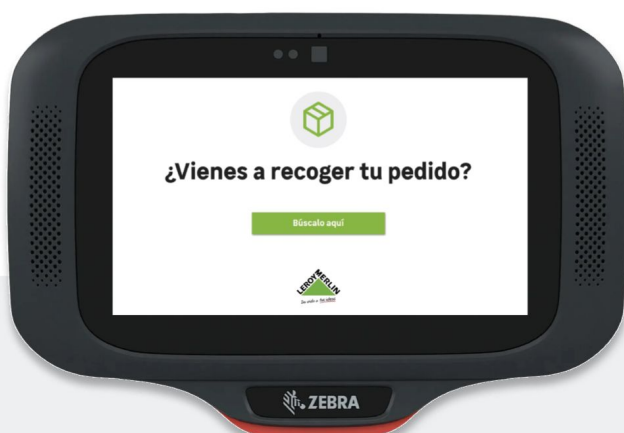 ¿Vienes a recoger tu pedido?
Búscalo aquí
LEROY MERLIN
ZEBRA